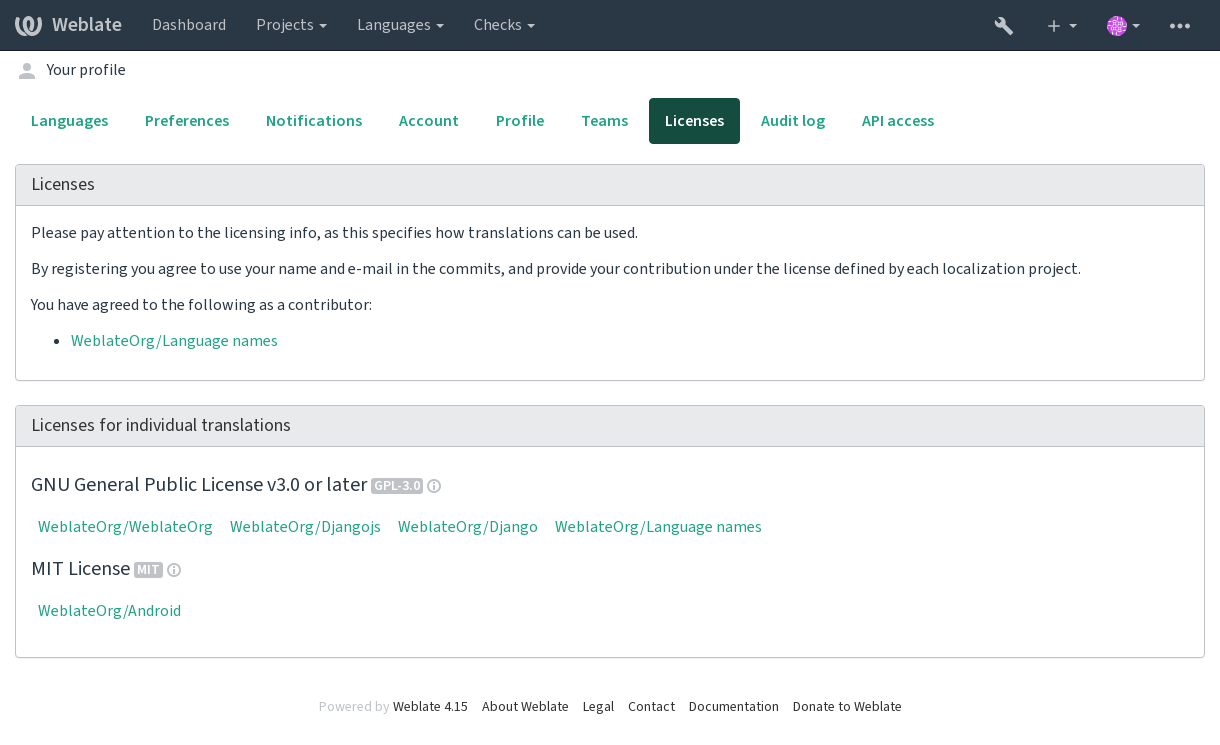 Weblate Dashboard Projects Languages Checks
Your profile
Languages Preferences Notifications Account Profile Teams Licenses Audit log API access
Licenses
Please pay attention to the licensing info, as this specifies how translations can be used.
By registering you agree to use your name and e-mail in the commits, and provide your contribution under the license defined by each localization project.
You have agreed to the following as a contributor:
WeblateOrg/Language names
Licenses for individual translations
GNU General Public License v3.0 or later GPL-3.0
WeblateOrg/WeblateOrg WeblateOrg/Djangojs WeblateOrg/Django WeblateOrg/Language names
MIT License MIT
WeblateOrg/Android
Powered by Weblate 4.15 About Weblate Legal Contact Documentation Donate to Weblate